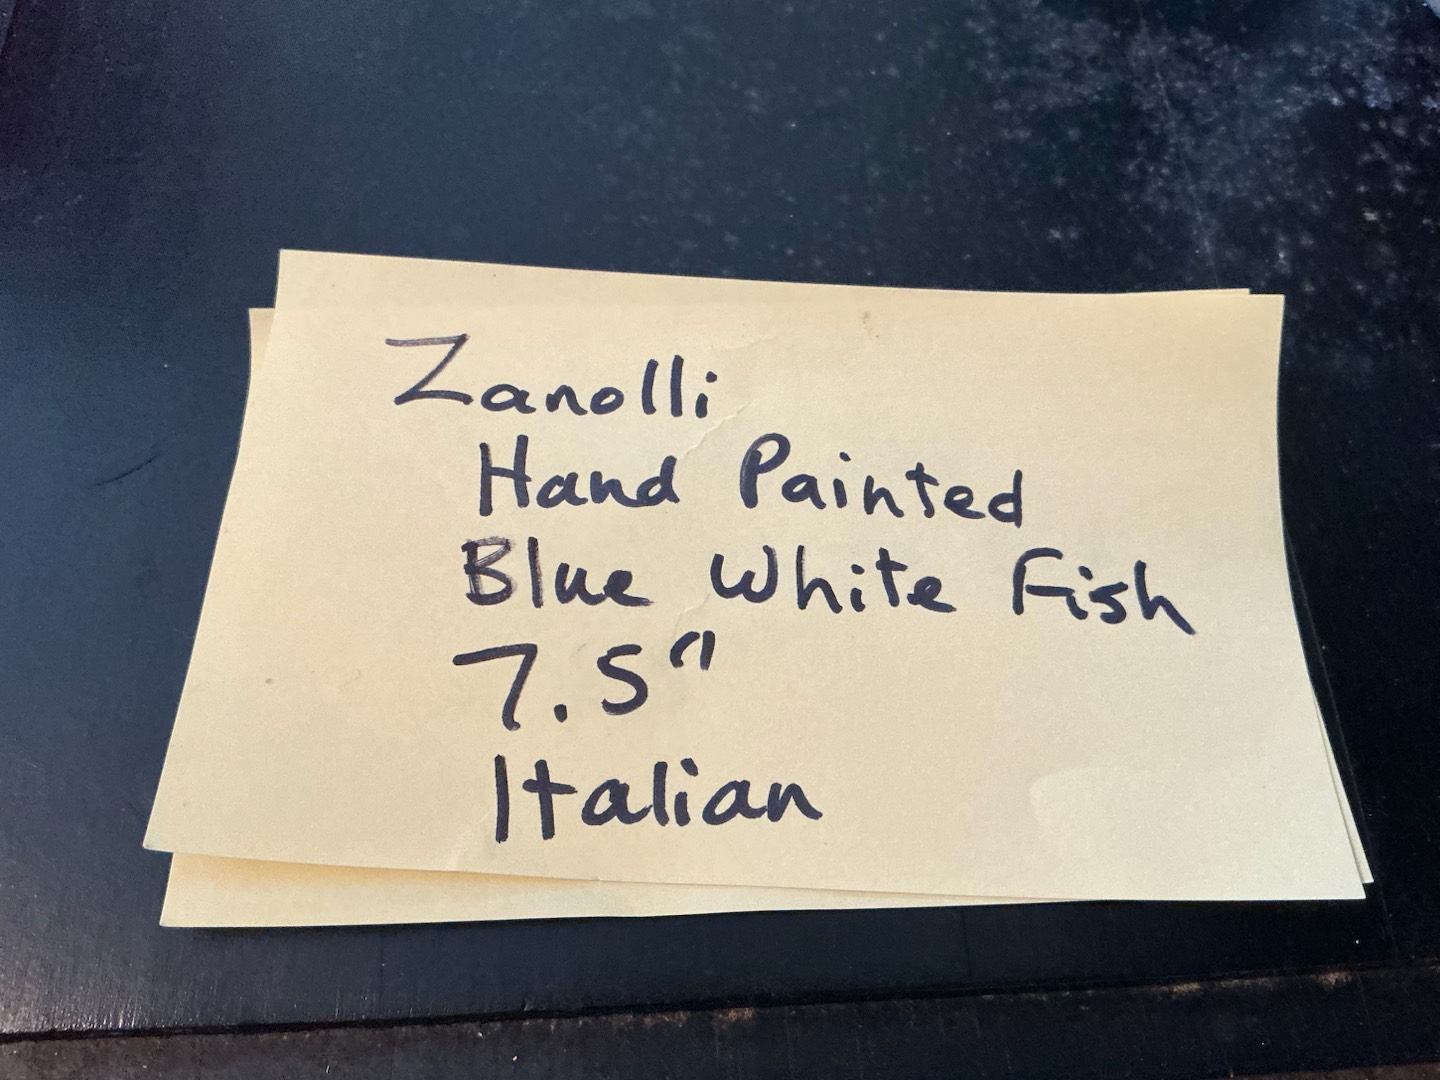 Zanolli
Hand Painted
Blue White Fish
7.5"
Italian